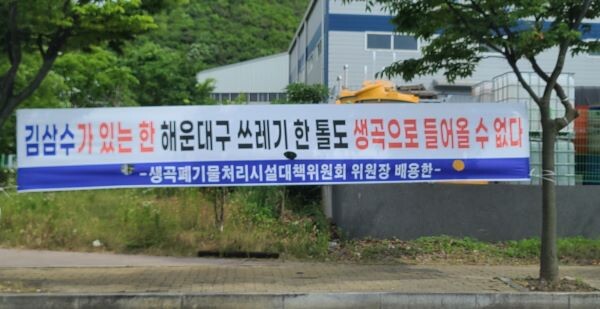 김삼수가 있는 한 해운대구 쓰레기 한 톨도 생곡으로 들어올 수 없다
-생곡폐기물처리시설대책위원회 위원장 배용한-